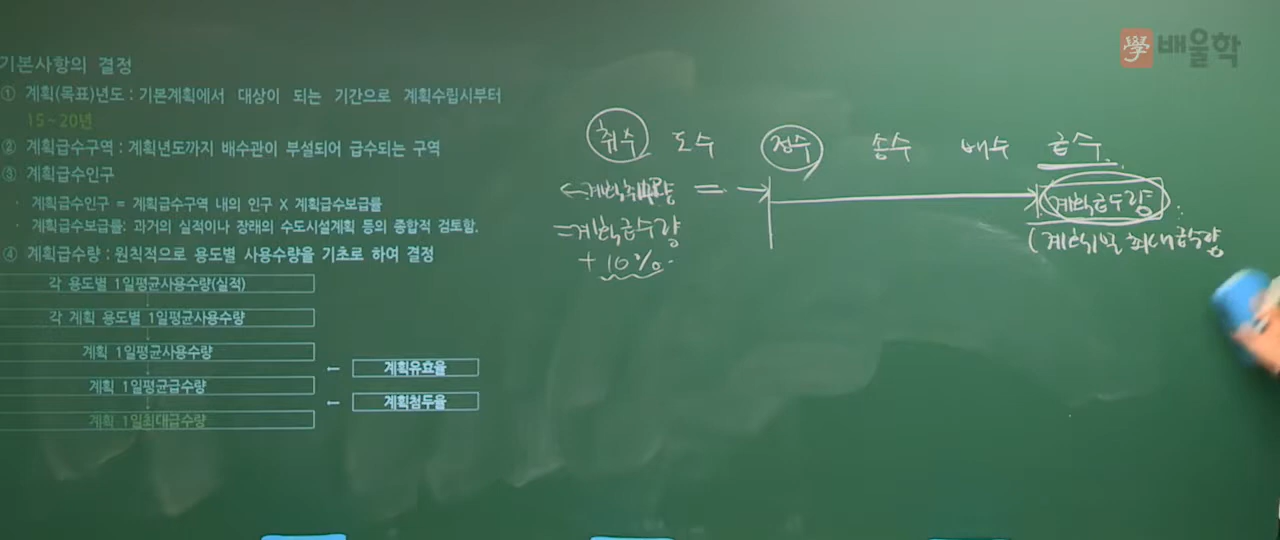 學 배울학
기본사항의 결정
① 계획(목표)년도 : 기본계획에서 대상이 되는 기간으로 계획수립시부터
15~20년
② 계획급수구역 : 계획년도까지 배수관이 부설되어 급수되는 구역
③ 계획급수인구
· 계획급수인구 = 계획급수구역 내의 인구 X 계획급수보급률
· 계획급수보급률: 과거의 실적이나 장래의 수도시설계획 등의 종합적 검토함.
④ 계획급수량 : 원칙적으로 용도별 사용수량을 기초로 하여 결정
각 용도별 1일평균사용수량(실적)
각 계획 용도별 1일평균사용수량
계획 1일평균사용수량
← 계획유효율
계획 1일평균급수량
← 계획첨두율
계획 1일최대급수량
취수 도수 정수 송수 배수 급수
계획취수량 = 계획급수량
=계획급수량 (계획1일최대급수량
+ 10%